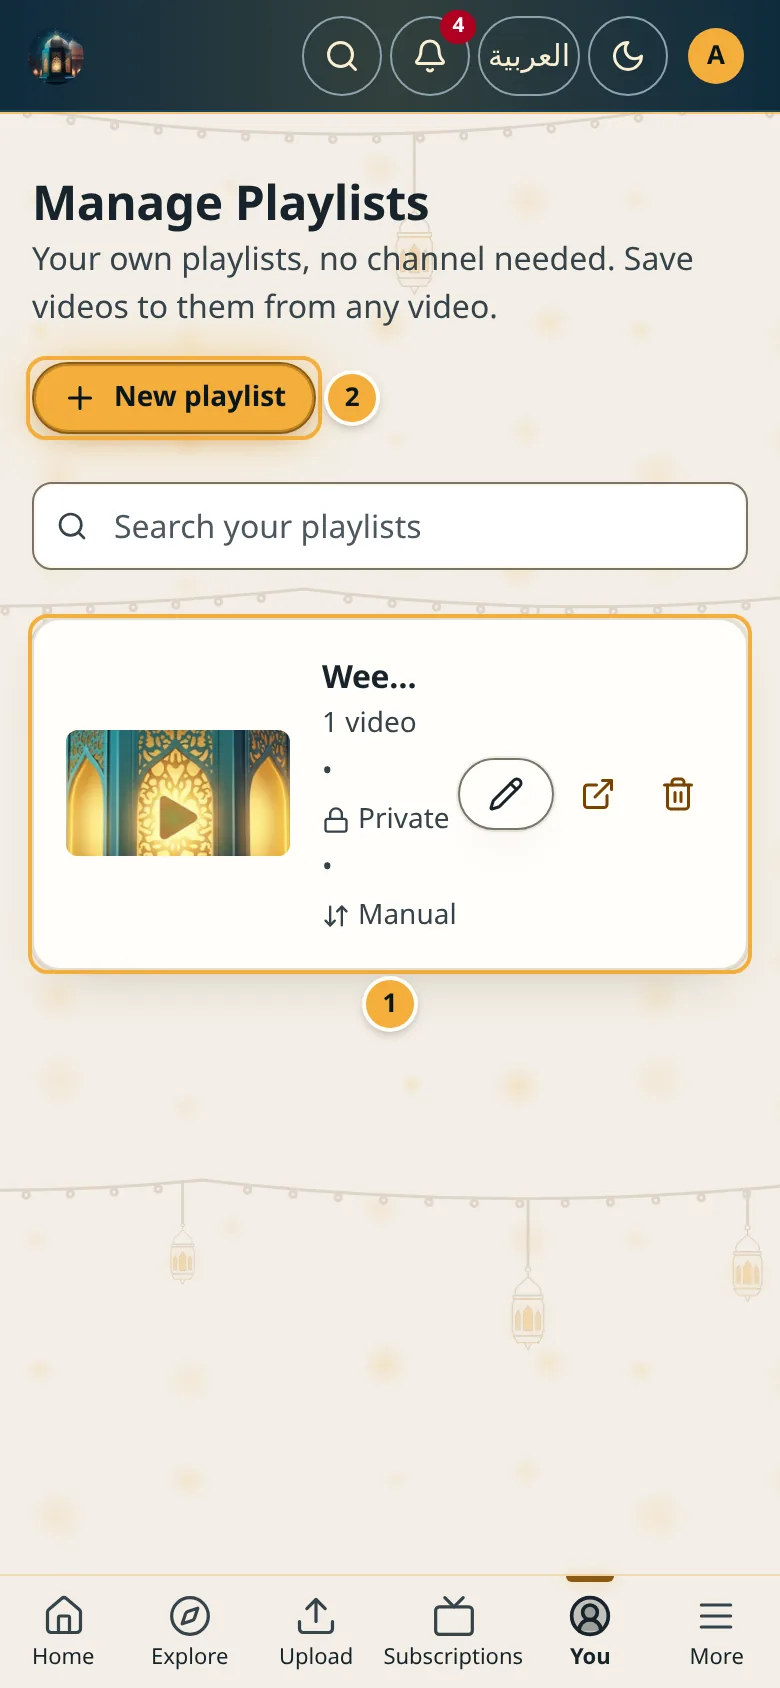 4
العربية
A
Manage Playlists
Your own playlists, no channel needed. Save
videos to them from any video.
New playlist
2
Search your playlists
Wee...
1 video
•
Private
•
Manual
1
Home
Explore
Upload
Subscriptions
You
More